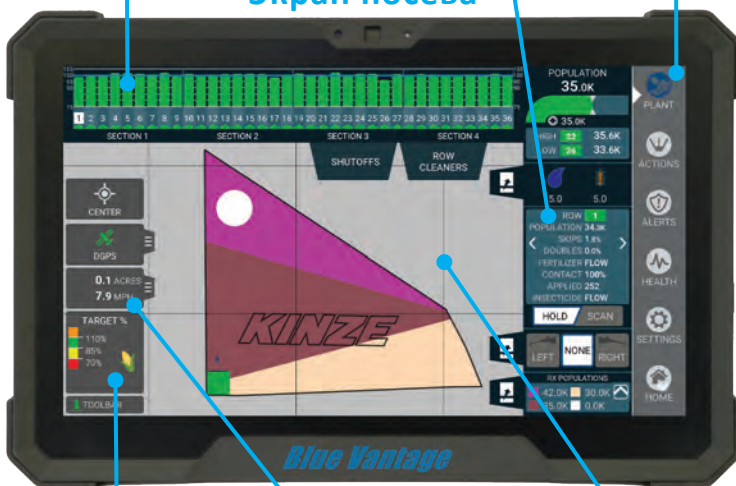 Экран посева
1 2 3 4 5 6 7 8 9 10 11 12 13 14 15 16 17 18 19 20 21 22 23 24 25 26 27 28 29 30 31 32 33 34 35 36
SECTION 1 SECTION 2 SECTION 3 SECTION 4
SHUTOFFS
ROW
CLEANERS
CENTER
DGPS
0.1 ACRES
7.9 MPH
TARGET %
110%
85%
70%
TOOLBAR
KINZE
POPULATION
35.0K
35.0K
HIGH 22 35.6K
LOW 26 33.6K
5.0 5.0
ROW 1
POPULATION 34.3K
SKIPS 1.8%
DOUBLES 0.0%
FERTILIZER FLOW
CONTACT 100%
APPLIED 252
INSECTICIDE FLOW
HOLD SCAN
LEFT NONE RIGHT
RX POPULATIONS
42.0K 30.0K
35.0K 0.0K
PLANT
ACTIONS
ALERTS
HEALTH
SETTINGS
HOME
Blue Vantage